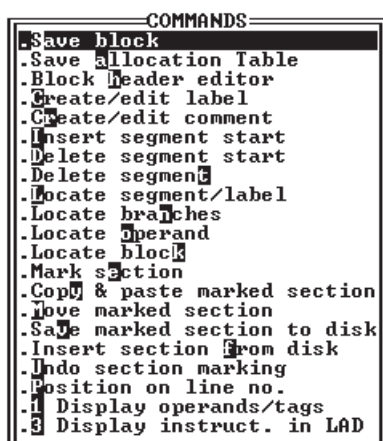 COMMANDS
.Save block
.Save allocation Table
.Block header editor
.Create/edit label
.Create/edit comment
.Insert segment start
.Delete segment start
.Delete segment
.Locate segment/label
.Locate branches
.Locate operand
.Locate block
.Mark section
.Copy & paste marked section
.Move marked section
.Save marked section to disk
.Insert section from disk
.Undo section marking
.Position on line no.
.1 Display operands/tags
.3 Display instruct. in LAD